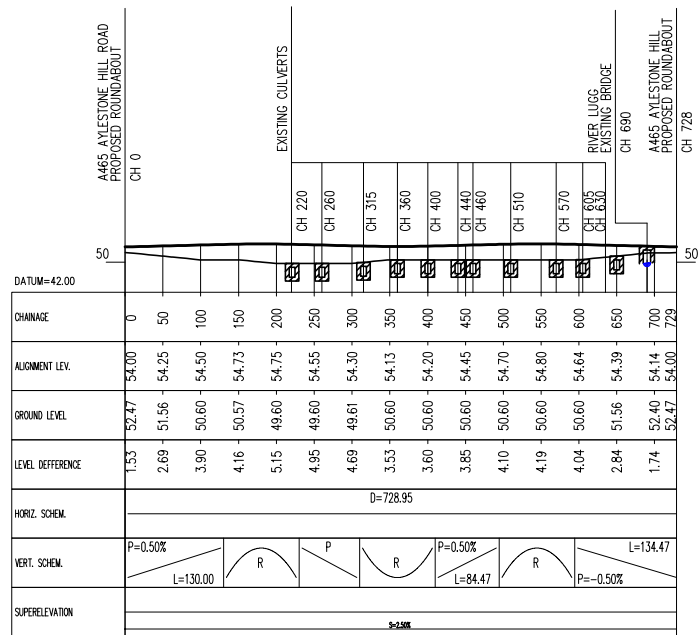 A465 AYLESTONE HILL ROAD
PROPOSED ROUNDABOUT
CH 0
EXISTING CULVERTS
CH 220
CH 260
CH 315
CH 360
CH 400
CH 440
CH 460
CH 510
CH 570
CH 605
CH 630
RIVER LUGG
EXISTING BRIDGE
CH 690
A465 AYLESTONE HILL
PROPOSED ROUNDABOUT
CH 728
50
50
DATUM=42.00
CHAINAGE 0 50 100 150 200 250 300 350 400 450 500 550 600 650 700 729
ALIGNMENT LEV. 54.00 54.25 54.50 54.73 54.75 54.55 54.30 54.13 54.20 54.45 54.70 54.80 54.64 54.39 54.14 54.00
GROUND LEVEL 52.47 51.56 50.60 50.57 49.60 49.60 49.61 50.60 50.60 50.60 50.60 50.60 50.60 51.56 52.40 52.47
LEVEL DEFFERENCE 1.53 2.69 3.90 4.16 5.15 4.95 4.69 3.53 3.60 3.85 4.10 4.19 4.04 2.84 1.74
HORIZ. SCHEM. D=728.95
VERT. SCHEM. P=0.50% L=130.00 R P R P=0.50% L=84.47 R P=-0.50% L=134.47
SUPERELEVATION S=2.50%